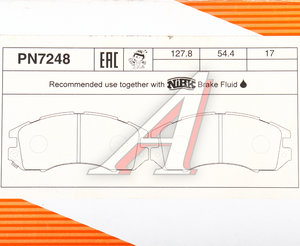 PN7248 EAC 127.8 54.4 17
Recommended use together with NiBK Brake Fluid